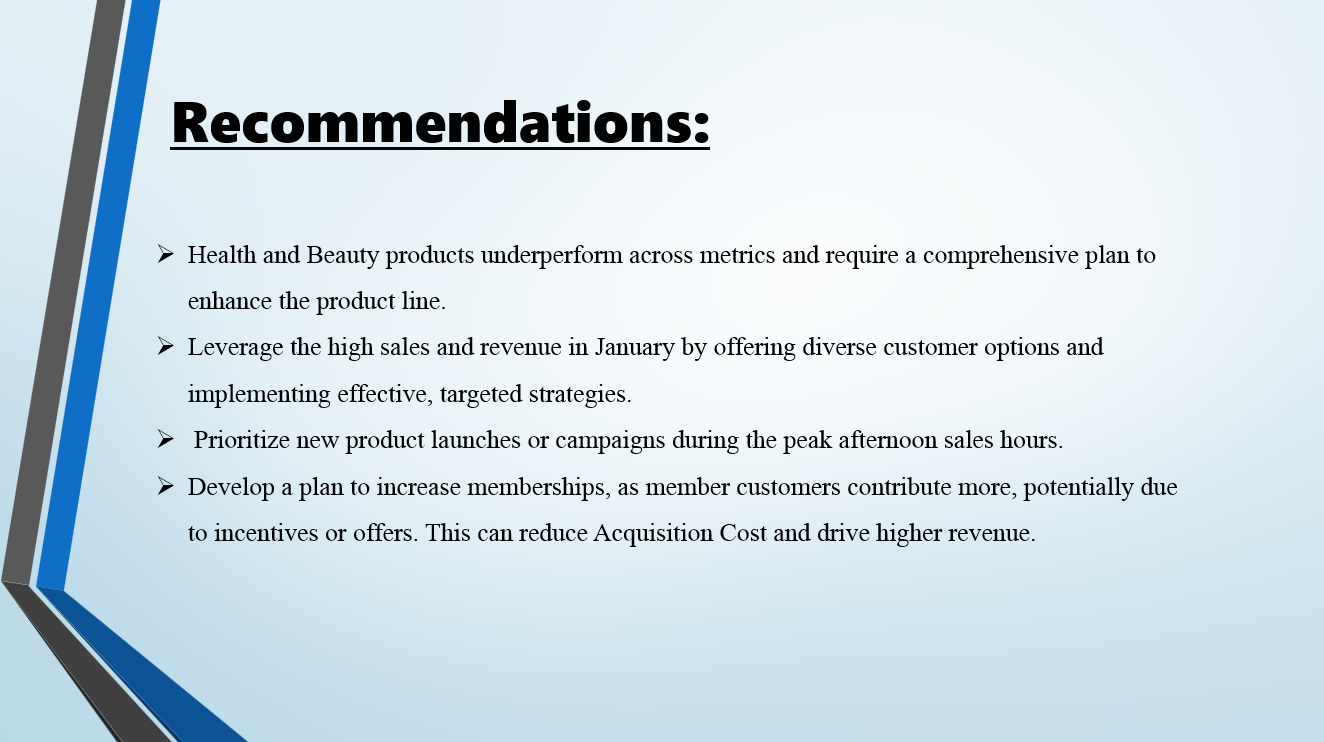 Recommendations:
➢ Health and Beauty products underperform across metrics and require a comprehensive plan to
enhance the product line.
➢ Leverage the high sales and revenue in January by offering diverse customer options and
implementing effective, targeted strategies.
➢ Prioritize new product launches or campaigns during the peak afternoon sales hours.
➢ Develop a plan to increase memberships, as member customers contribute more, potentially due
to incentives or offers. This can reduce Acquisition Cost and drive higher revenue.